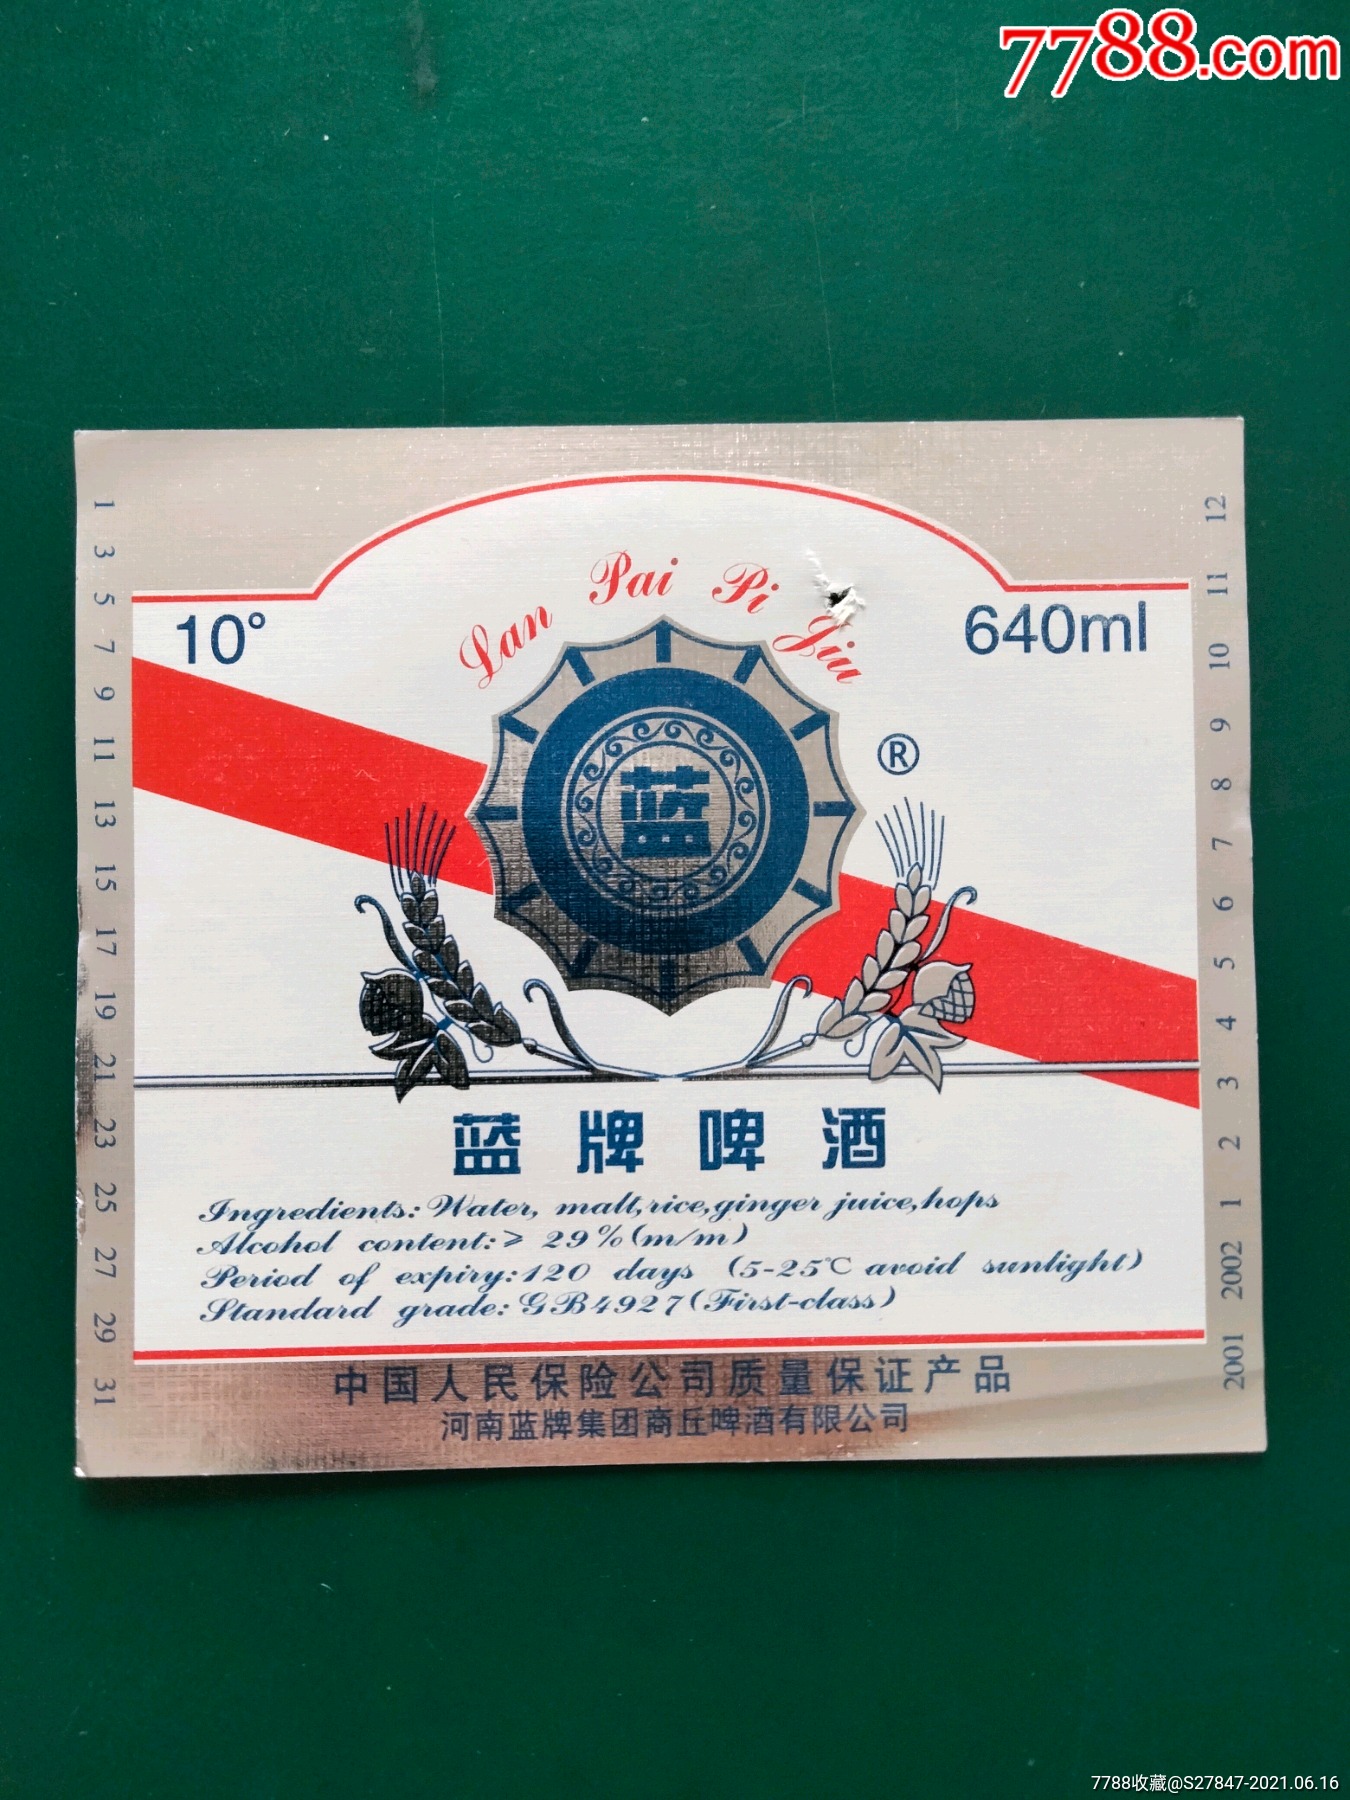 7788.com
Lan Pai Pi Jiu
10°
640ml
蓝
®
蓝牌啤酒
Ingredients: Water, malt,rice,ginger juice,hops
Alcohol content:≥ 29%(m/m)
Period of expiry:120 days (5-25℃ avoid sunlight)
Standard grade: GB4927(First-class)
中国人民保险公司质量保证产品
河南蓝牌集团商丘啤酒有限公司
1 3 5 7 9 11 13 15 17 19 21 23 25 27 29 31
2001 2002 1 2 3 4 5 6 7 8 9 10 11 12
7788收藏@S27847-2021.06.16